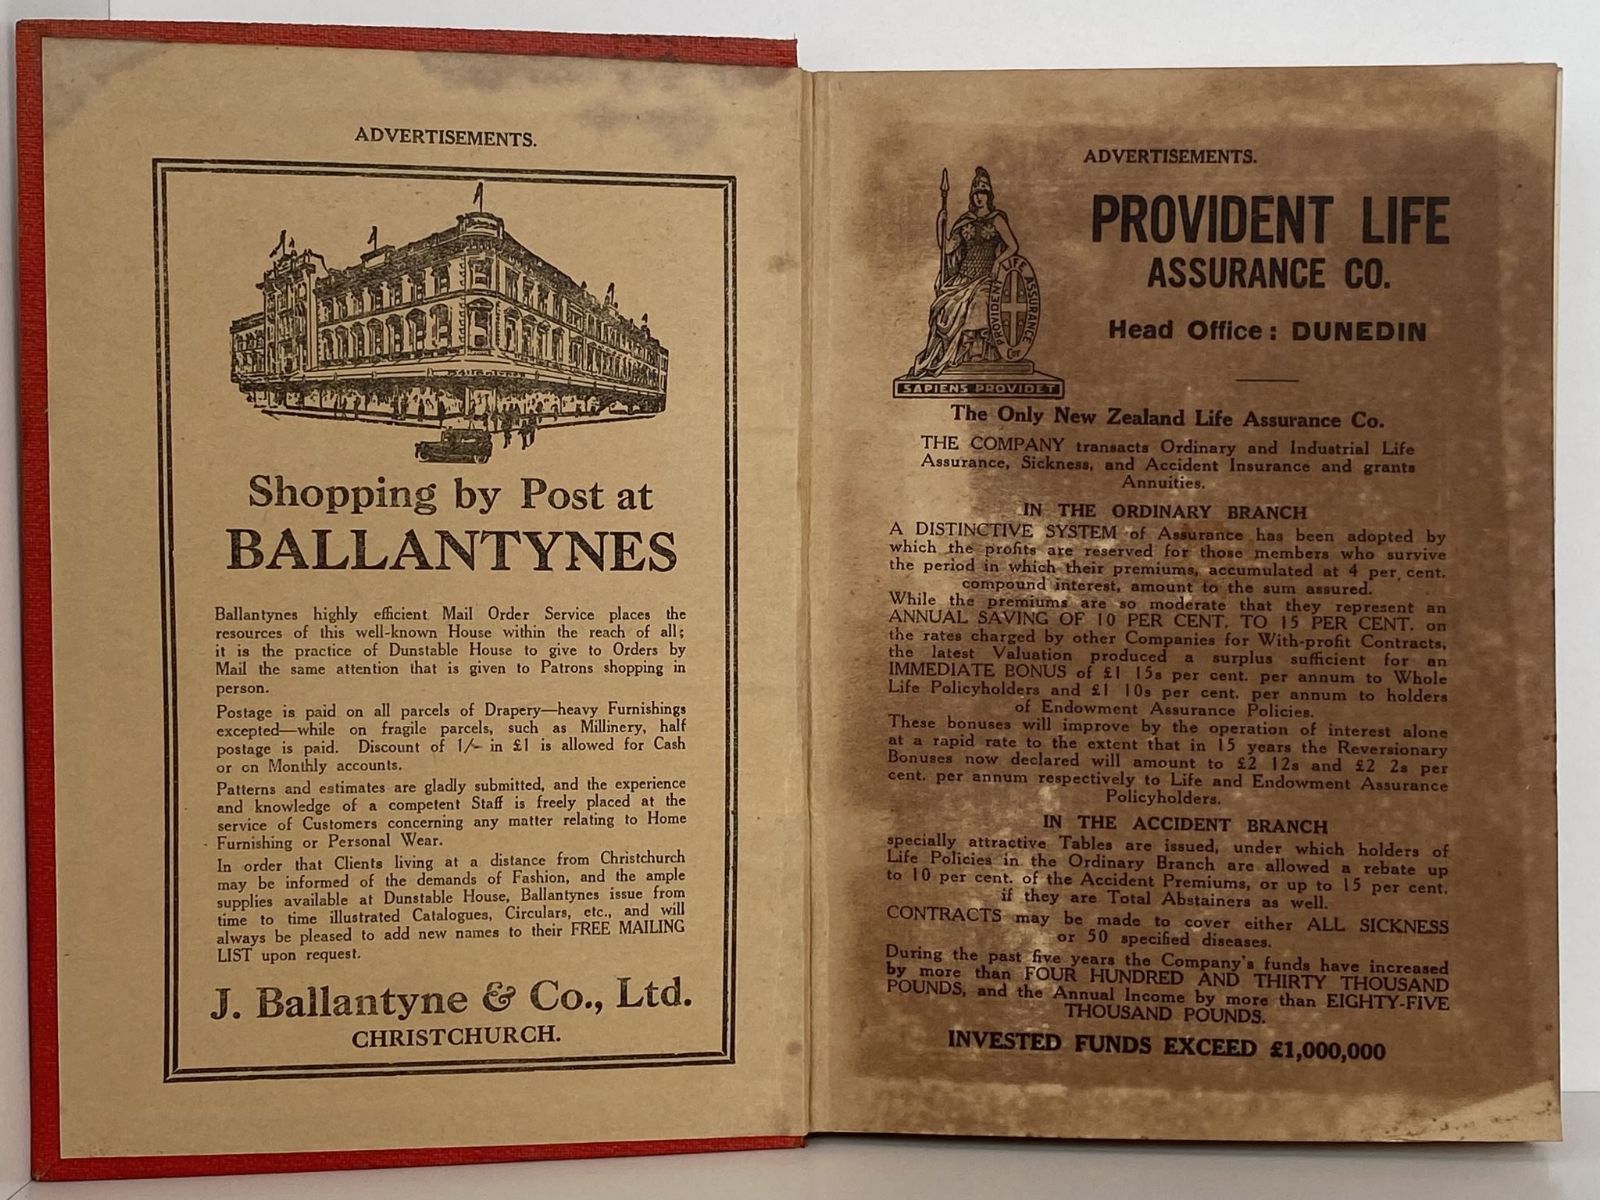 ADVERTISEMENTS.
Ballantynes
Shopping by Post at
BALLANTYNES
Ballantynes highly efficient Mail Order Service places the
resources of this well-known House within the reach of all;
it is the practice of Dunstable House to give to Orders by
Mail the same attention that is given to Patrons shopping in
person.
Postage is paid on all parcels of Drapery—heavy Furnishings
excepted—while on fragile parcels, such as Millinery, half
postage is paid. Discount of 1/- in £1 is allowed for Cash
or on Monthly accounts.
Patterns and estimates are gladly submitted, and the experience
and knowledge of a competent Staff is freely placed at the
service of Customers concerning any matter relating to Home
Furnishing or Personal Wear.
In order that Clients living at a distance from Christchurch
may be informed of the demands of Fashion, and the ample
supplies available at Dunstable House, Ballantynes issue from
time to time illustrated Catalogues, Circulars, etc., and will
always be pleased to add new names to their FREE MAILING
LIST upon request.
J. Ballantyne & Co., Ltd.
CHRISTCHURCH.
ADVERTISEMENTS.
PROVIDENT LIFE
ASSURANCE CO.
Head Office: DUNEDIN
PROVIDENT LIFE ASSURANCE COY
SAPIENS PROVIDET
The Only New Zealand Life Assurance Co.
THE COMPANY transacts Ordinary and Industrial Life
Assurance, Sickness, and Accident Insurance and grants
Annuities.
IN THE ORDINARY BRANCH
A DISTINCTIVE SYSTEM of Assurance has been adopted by
which the profits are reserved for those members who survive
the period in which their premiums, accumulated at 4 per cent.
compound interest, amount to the sum assured.
While the premiums are so moderate that they represent an
ANNUAL SAVING OF 10 PER CENT. TO 15 PER CENT. on
the rates charged by other Companies for With-profit Contracts,
the latest Valuation produced a surplus sufficient for an
IMMEDIATE BONUS of £1 15s per cent. per annum to Whole
Life Policyholders and £1 10s per cent. per annum to holders
of Endowment Assurance Policies.
These bonuses will improve by the operation of interest alone
at a rapid rate to the extent that in 15 years the Reversionary
Bonuses now declared will amount to £2 12s and £2 2s per
cent. per annum respectively to Life and Endowment Assurance
Policyholders.
IN THE ACCIDENT BRANCH
specially attractive Tables are issued, under which holders of
Life Policies in the Ordinary Branch are allowed a rebate up
to 10 per cent. of the Accident Premiums, or up to 15 per cent.
if they are Total Abstainers as well.
CONTRACTS may be made to cover either ALL SICKNESS
or 50 specified diseases.
During the past five years the Company's funds have increased
by more than FOUR HUNDRED AND THIRTY THOUSAND
POUNDS, and the Annual Income by more than EIGHTY-FIVE
THOUSAND POUNDS.
INVESTED FUNDS EXCEED £1,000,000